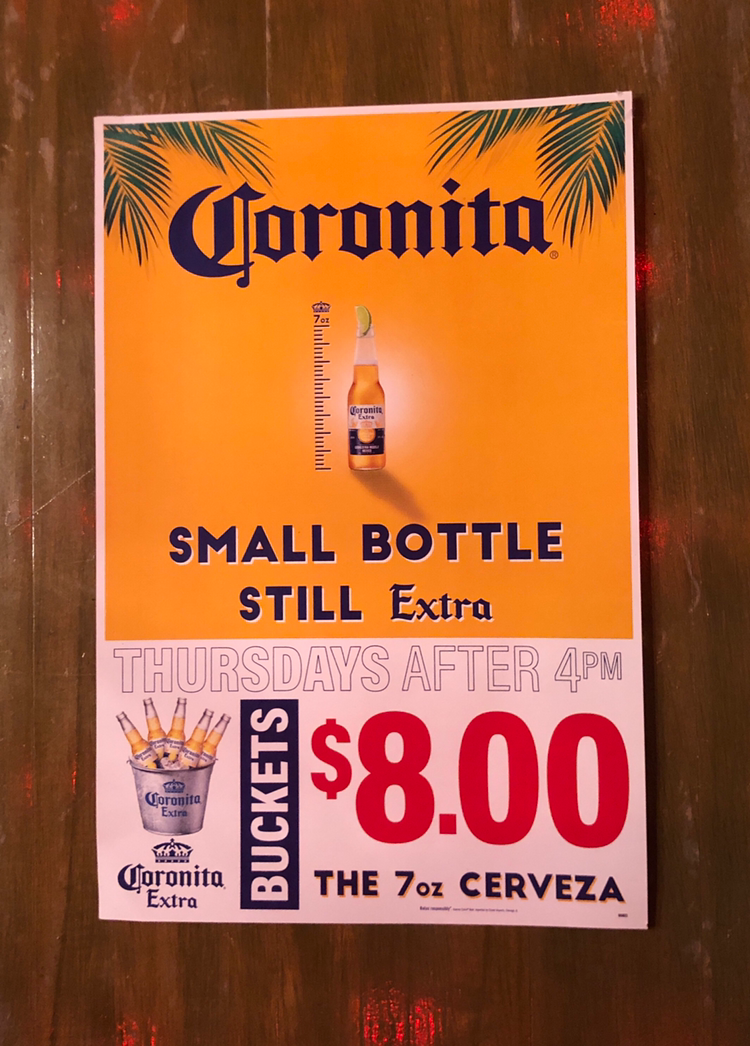 Coronita®
7oz
Coronita
Extra
SMALL BOTTLE
STILL Extra
THURSDAYS AFTER 4PM
Coronita
Extra
Coronita
Extra
BUCKETS
$8.00
THE 7oz CERVEZA